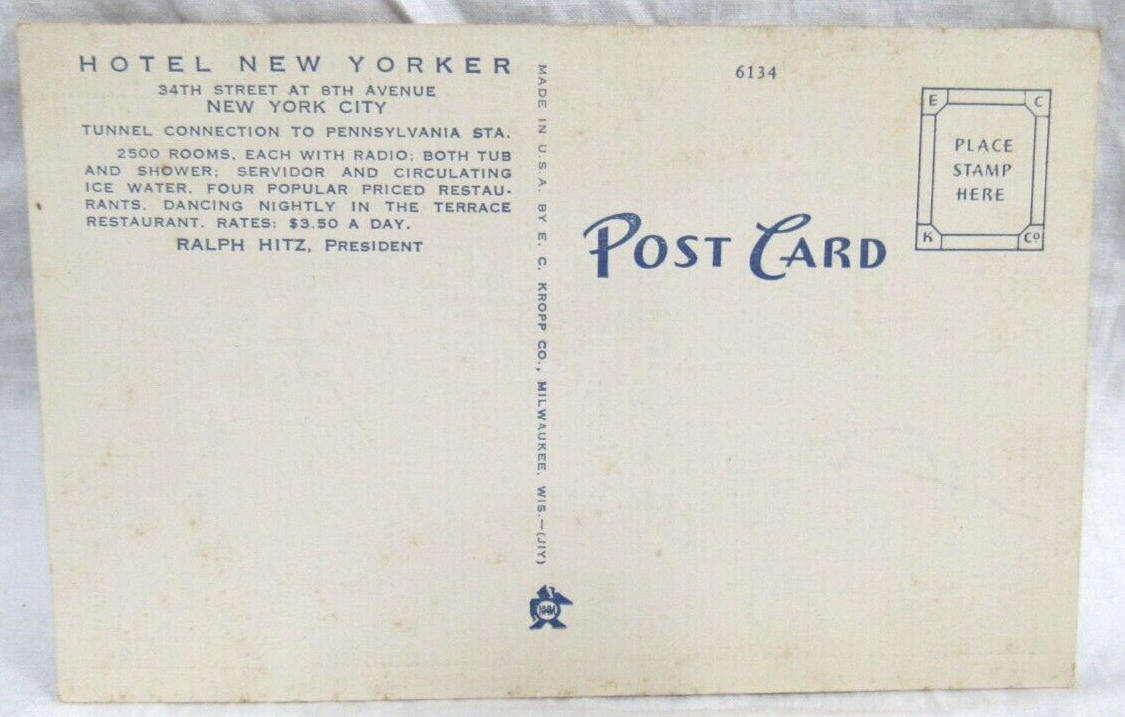 HOTEL NEW YORKER
34TH STREET AT 8TH AVENUE
NEW YORK CITY
TUNNEL CONNECTION TO PENNSYLVANIA STA.
2500 ROOMS, EACH WITH RADIO; BOTH TUB
AND SHOWER; SERVIDOR AND CIRCULATING
ICE WATER. FOUR POPULAR PRICED RESTAU-
RANTS. DANCING NIGHTLY IN THE TERRACE
RESTAURANT. RATES: $3.50 A DAY.
RALPH HITZ, PRESIDENT
MADE IN U.S.A. BY E. C. KROPP CO., MILWAUKEE, WIS.—(JIY)
6134
POST CARD
E C
PLACE
STAMP
HERE
K Co